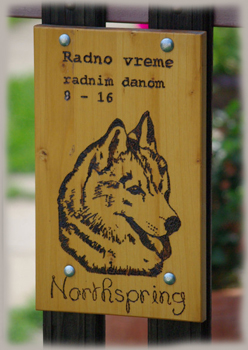 Radno vreme
radnim danom
8 - 16
Northspring